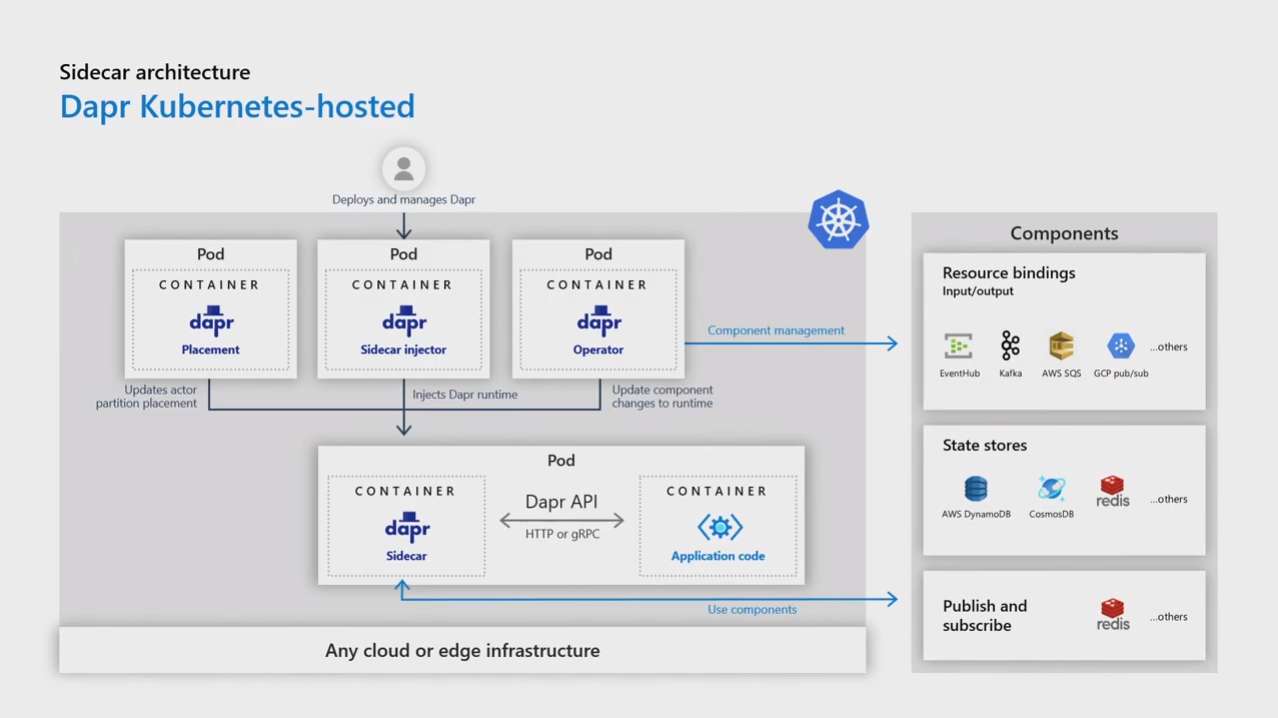 Sidecar architecture
Dapr Kubernetes-hosted
Deploys and manages Dapr
Pod
CONTAINER
dapr
Placement
Pod
CONTAINER
dapr
Sidecar injector
Pod
CONTAINER
dapr
Operator
Component management
Updates actor
partition placement
Injects Dapr runtime
Update component
changes to runtime
Pod
CONTAINER
dapr
Sidecar
Dapr API
HTTP or gRPC
CONTAINER
Application code
Use components
Any cloud or edge infrastructure
Components
Resource bindings
Input/output
EventHub
Kafka
AWS SQS
GCP pub/sub
...others
State stores
AWS DynamoDB
CosmosDB
redis
...others
Publish and
subscribe
redis
...others